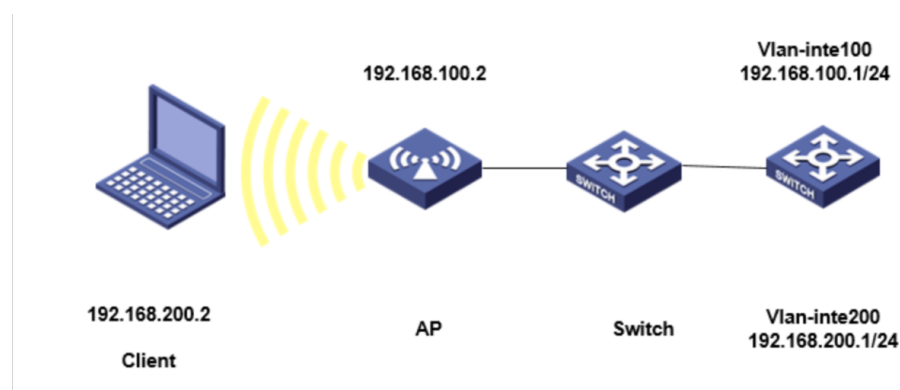 Vlan-inte100
192.168.100.2
192.168.100.1/24
SWITCH
SWITCH
192.168.200.2
AP
Switch
Vlan-inte200
192.168.200.1/24
Client